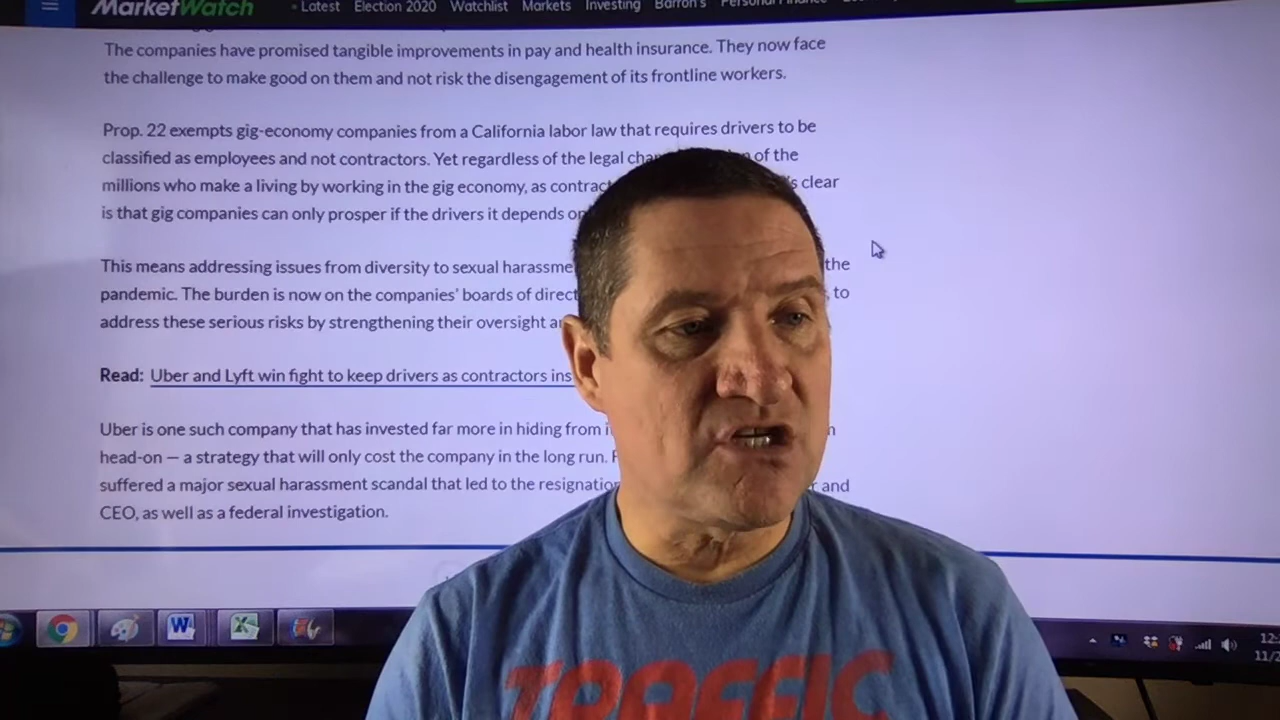 MarketWatch
• Latest Election 2020 Watchlist Markets Investing Barron's Personal Finance
The companies have promised tangible improvements in pay and health insurance. They now face
the challenge to make good on them and not risk the disengagement of its frontline workers.
Prop. 22 exempts gig-economy companies from a California labor law that requires drivers to be
classified as employees and not contractors. Yet regardless of the legal of the
millions who make a living by working in the gig economy, as clear
is that gig companies can only prosper if the drivers it depends
This means addressing issues from diversity to sexual the
pandemic. The burden is now on the companies' boards of to
address these serious risks by strengthening their oversight
Read: Uber and Lyft win fight to keep drivers as contractors
Uber is one such company that has invested far more in hiding from
head-on — a strategy that will only cost the company in the long run.
suffered a major sexual harassment scandal that led to the and
CEO, as well as a federal investigation.
TRAFFIC